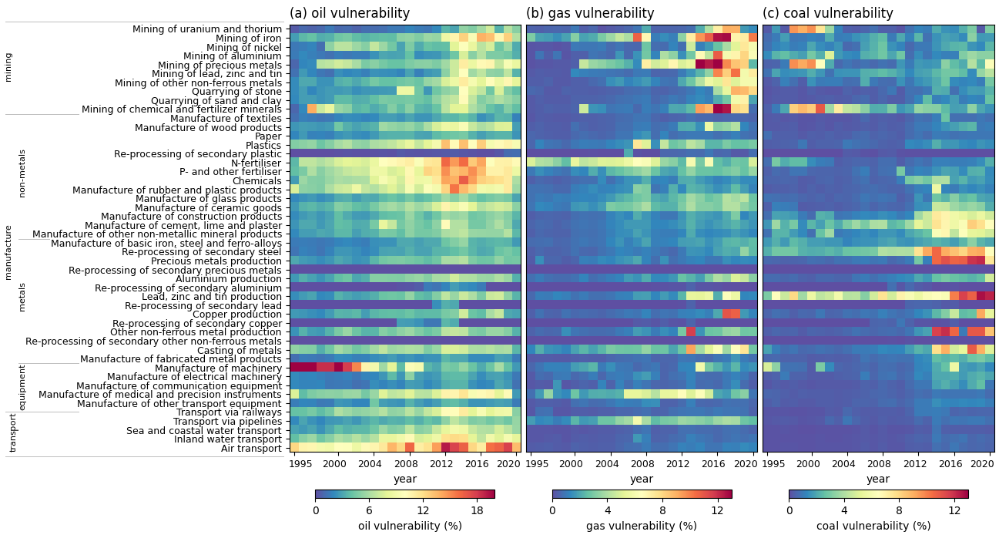 (a) oil vulnerability
(b) gas vulnerability
(c) coal vulnerability
mining
Mining of uranium and thorium
Mining of iron
Mining of nickel
Mining of aluminium
Mining of precious metals
Mining of lead, zinc and tin
Mining of other non-ferrous metals
Quarrying of stone
Quarrying of sand and clay
Mining of chemical and fertilizer minerals
manufacture
non-metals
Manufacture of textiles
Manufacture of wood products
Paper
Plastics
Re-processing of secondary plastic
N-fertiliser
P- and other fertiliser
Chemicals
Manufacture of rubber and plastic products
Manufacture of glass products
Manufacture of ceramic goods
Manufacture of construction products
Manufacture of cement, lime and plaster
Manufacture of other non-metallic mineral products
metals
Manufacture of basic iron, steel and ferro-alloys
Re-processing of secondary steel
Precious metals production
Re-processing of secondary precious metals
Aluminium production
Re-processing of secondary aluminium
Lead, zinc and tin production
Re-processing of secondary lead
Copper production
Re-processing of secondary copper
Other non-ferrous metal production
Re-processing of secondary other non-ferrous metals
Casting of metals
Manufacture of fabricated metal products
equipment
Manufacture of machinery
Manufacture of electrical machinery
Manufacture of communication equipment
Manufacture of medical and precision instruments
Manufacture of other transport equipment
transport
Transport via railways
Transport via pipelines
Sea and coastal water transport
Inland water transport
Air transport
1995 2000 2004 2008 2012 2016 2020
1995 2000 2004 2008 2012 2016 2020
1995 2000 2004 2008 2012 2016 2020
year
year
year
0 6 12 18
0 4 8 12
0 4 8 12
oil vulnerability (%)
gas vulnerability (%)
coal vulnerability (%)